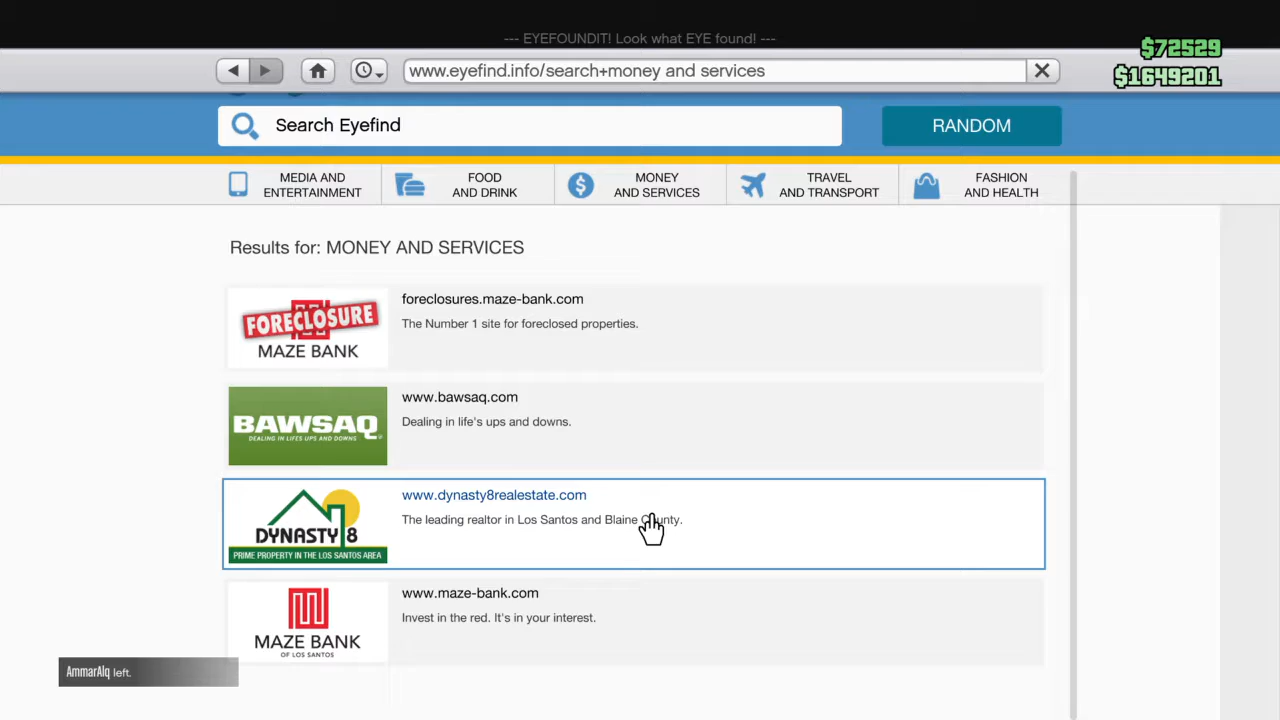 --- EYEFOUNDIT! Look what EYE found! ---
$72529
$1649201
www.eyefind.info/search+money and services
Search Eyefind
RANDOM
MEDIA AND
ENTERTAINMENT
FOOD
AND DRINK
MONEY
AND SERVICES
TRAVEL
AND TRANSPORT
FASHION
AND HEALTH
Results for: MONEY AND SERVICES
FORECLOSURE
MAZE BANK
foreclosures.maze-bank.com
The Number 1 site for foreclosed properties.
BAWSAQ
DEALING IN LIFES UPS AND DOWNS
www.bawsaq.com
Dealing in life's ups and downs.
DYNASTY 8
PRIME PROPERTY IN THE LOS SANTOS AREA
www.dynasty8realestate.com
The leading realtor in Los Santos and Blaine County.
MAZE BANK
OF LOS SANTOS
www.maze-bank.com
Invest in the red. It's in your interest.
AmmarAlq left.